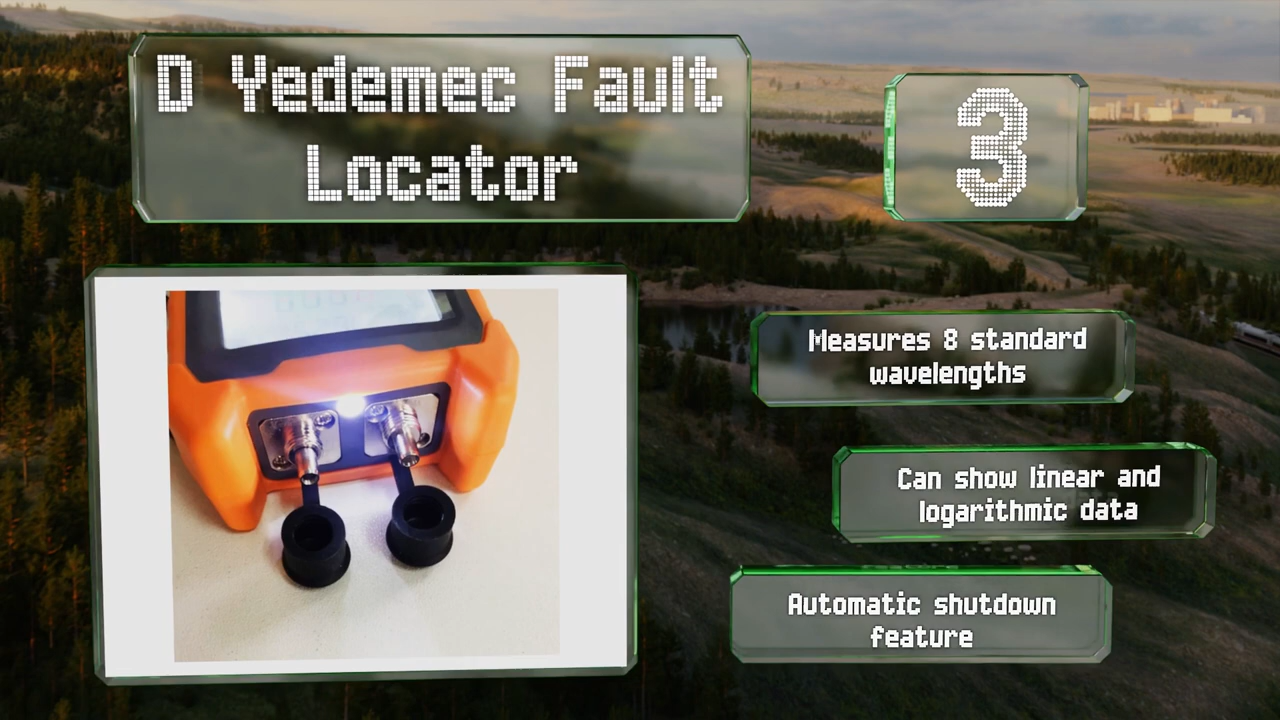 D Yedemec Fault
Locator
3
Measures 8 standard
wavelengths
Can show linear and
logarithmic data
Automatic shutdown
feature